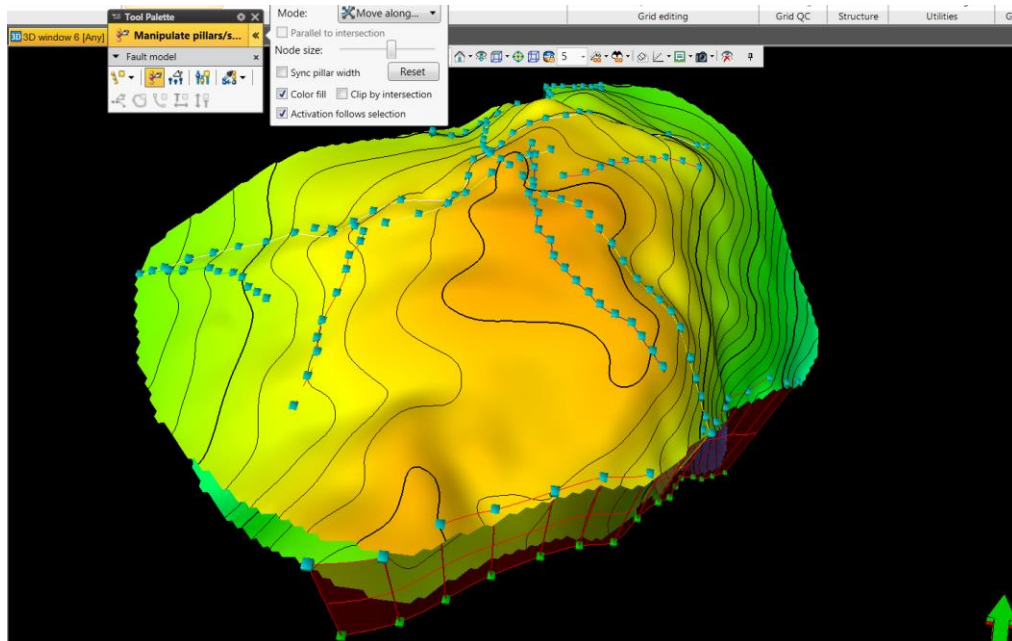 Tool Palette
3D window 6 [Any]
Manipulate pillars/s...
Fault model
Mode: Move along...
Parallel to intersection
Node size:
Sync pillar width Reset
Color fill Clip by intersection
Activation follows selection
Grid editing Grid QC Structure Utilities
5